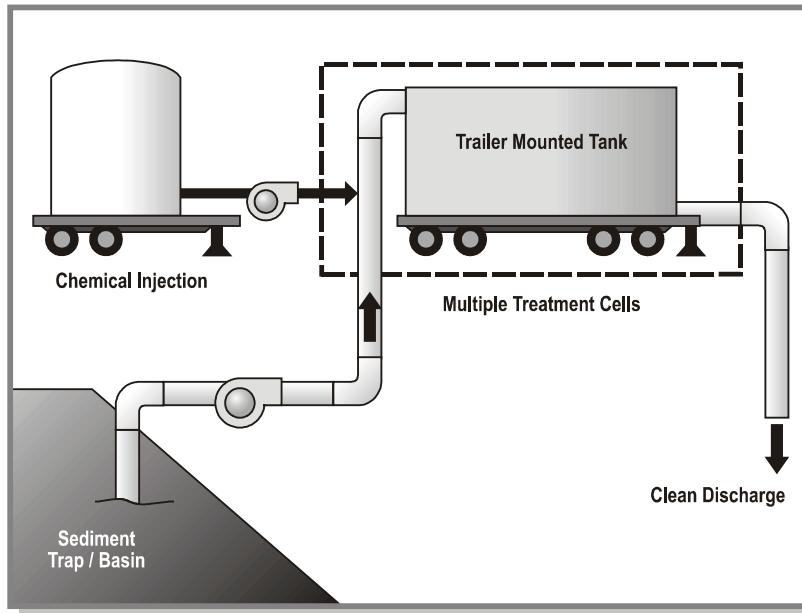 Trailer Mounted Tank
Chemical Injection
Multiple Treatment Cells
Clean Discharge
Sediment
Trap / Basin